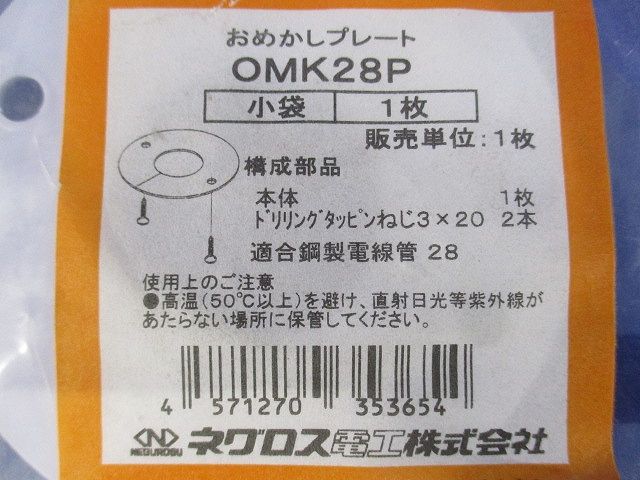 おめかしプレート
OMK28P
小袋 1枚
販売単位:1枚
構成部品
本体 1枚
ﾄﾞﾘﾘﾝｸﾞﾀｯﾋﾟﾝねじ3×20 2本
適合鋼製電線管 28
使用上のご注意
●高温(50℃以上)を避け、直射日光等紫外線が
あたらない場所に保管してください。
4 571270 353654
NEGUROSU ネグロス電工株式会社